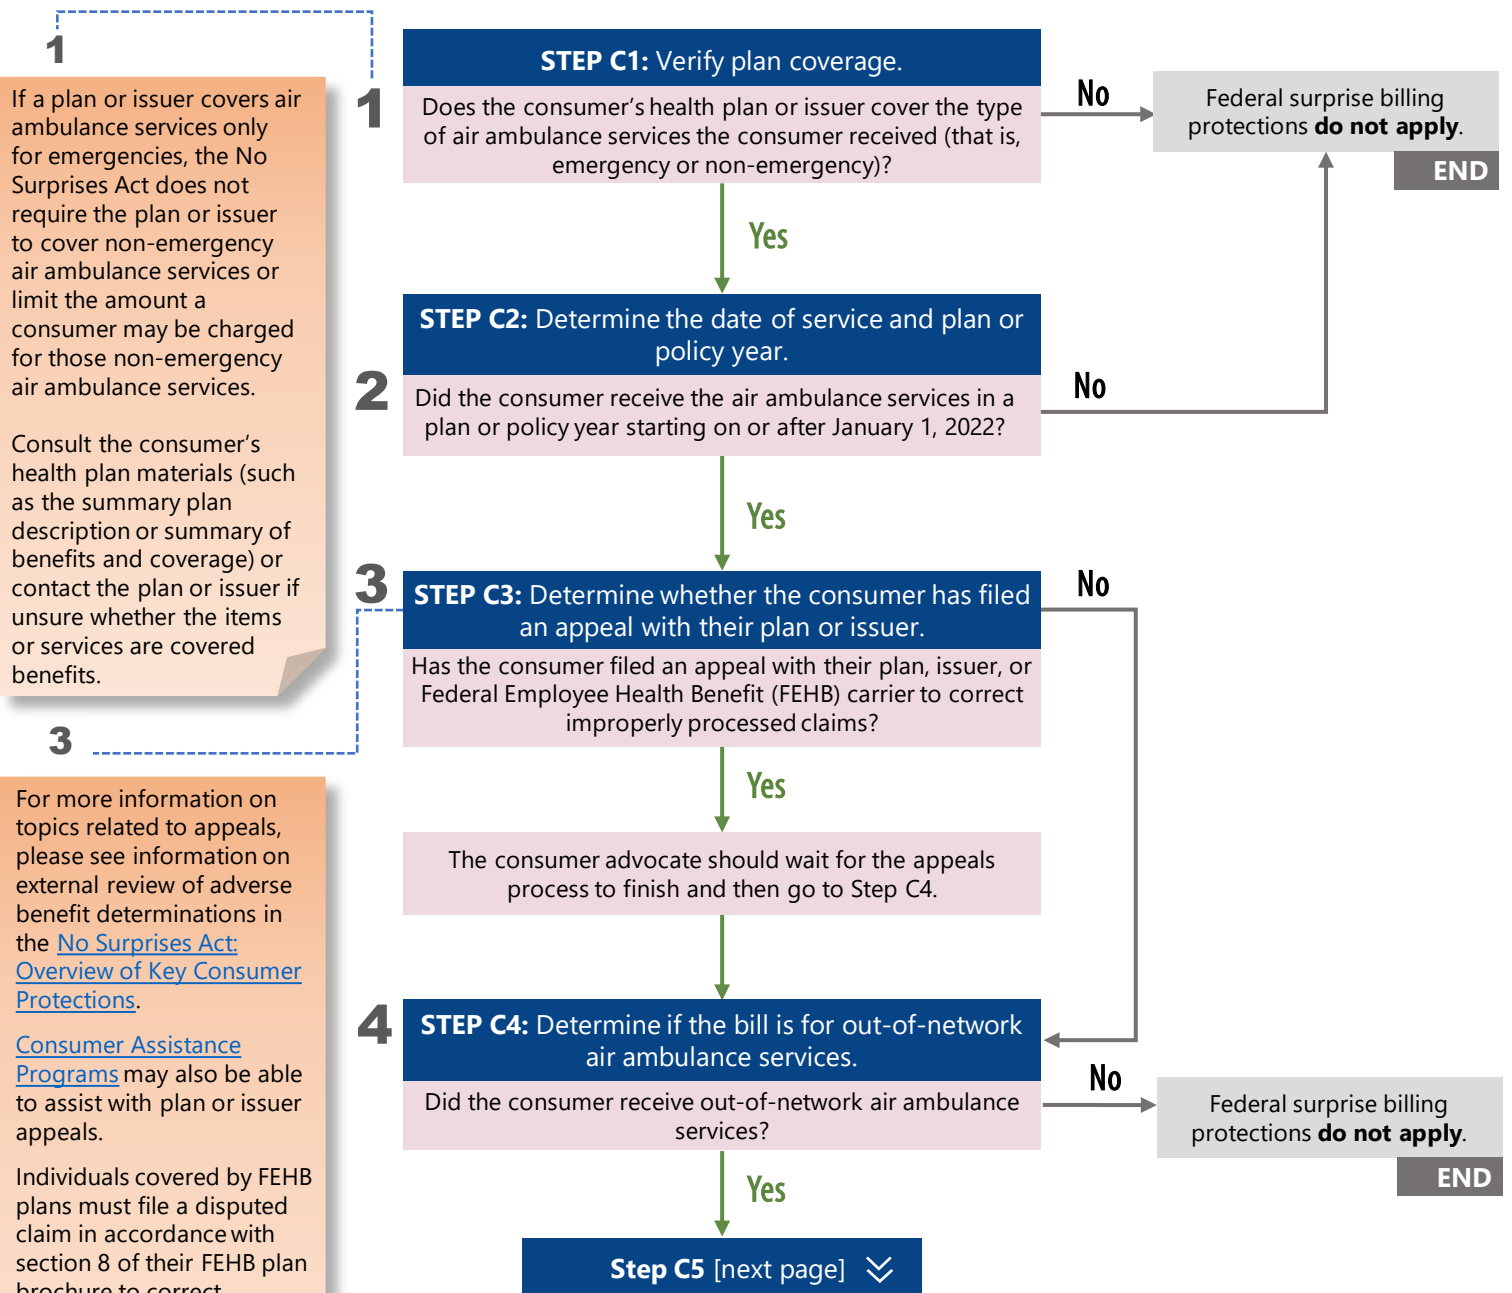 1
If a plan or issuer covers air
ambulance services only
for emergencies, the No
Surprises Act does not
require the plan or issuer
to cover non-emergency
air ambulance services or
limit the amount a
consumer may be charged
for those non-emergency
air ambulance services.
Consult the consumer's
health plan materials (such
as the summary plan
description or summary of
benefits and coverage) or
contact the plan or issuer if
unsure whether the items
or services are covered
benefits.
3
For more information on
topics related to appeals,
please see information on
external review of adverse
benefit determinations in
the No Surprises Act:
Overview of Key Consumer
Protections.
Consumer Assistance
Programs may also be able
to assist with plan or issuer
appeals.
Individuals covered by FEHB
plans must file a disputed
claim in accordance with
section 8 of their FEHB plan
brochure to correct
1
STEP C1: Verify plan coverage.
Does the consumer's health plan or issuer cover the type
of air ambulance services the consumer received (that is,
emergency or non-emergency)?
No
Federal surprise billing
protections do not apply.
END
Yes
2
STEP C2: Determine the date of service and plan or
policy year.
Did the consumer receive the air ambulance services in a
plan or policy year starting on or after January 1, 2022?
No
Yes
3
STEP C3: Determine whether the consumer has filed
an appeal with their plan or issuer.
Has the consumer filed an appeal with their plan, issuer, or
Federal Employee Health Benefit (FEHB) carrier to correct
improperly processed claims?
No
Yes
The consumer advocate should wait for the appeals
process to finish and then go to Step C4.
4
STEP C4: Determine if the bill is for out-of-network
air ambulance services.
Did the consumer receive out-of-network air ambulance
services?
No
Federal surprise billing
protections do not apply.
END
Yes
Step C5 [next page]